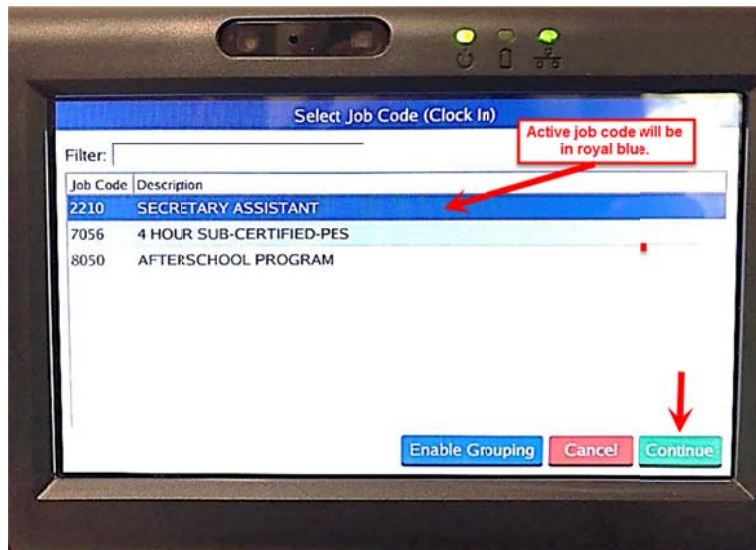 Select Job Code (Clock In)
Active job code will be
in royal blue.
Filter:
Job Code Description
2210 SECRETARY ASSISTANT
7056 4 HOUR SUB-CERTIFIED-PES
8050 AFTERSCHOOL PROGRAM
Enable Grouping Cancel Continue